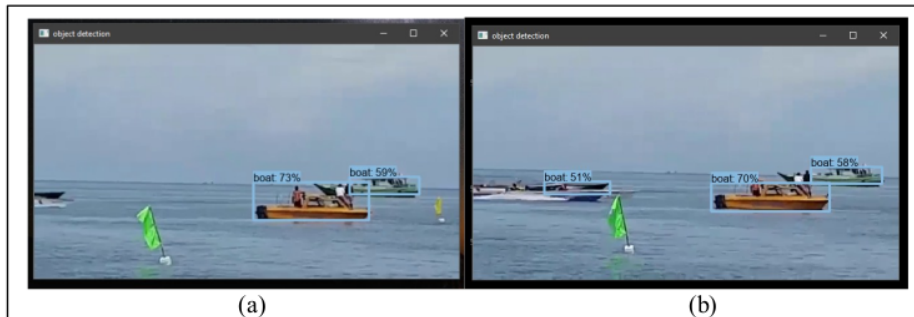 object detection
boat: 73%
boat: 59%
(a)
object detection
boat: 58%
boat: 51%
boat: 70%
(b)